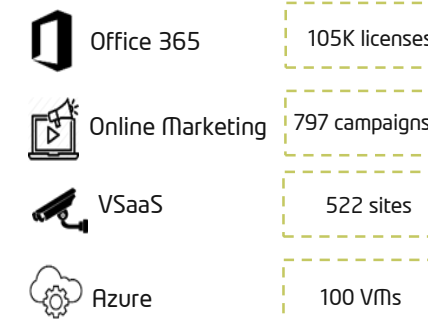 Office 365
105K licenses
Online Marketing
797 campaigns
VSaaS
522 sites
Azure
100 VMs